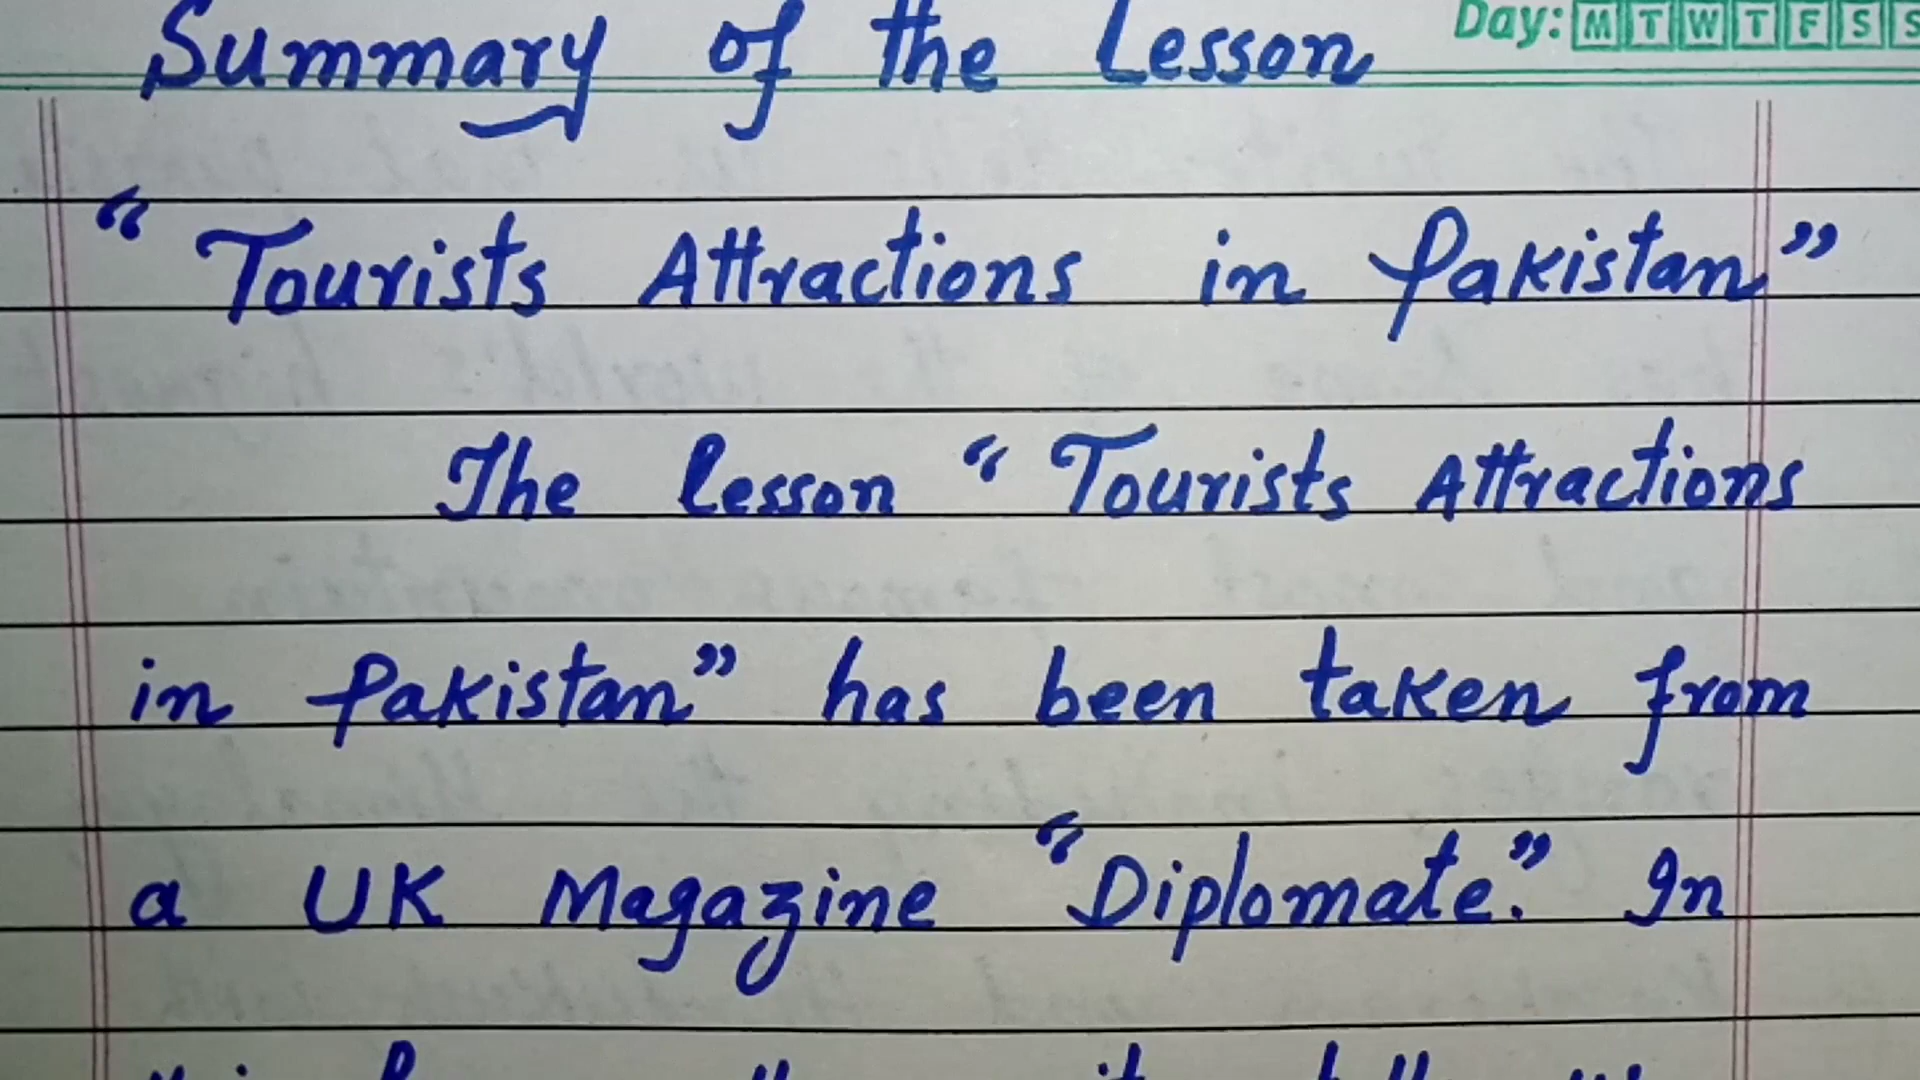 Summary of the Lesson
Day: M T W T F S S
"Tourists Attractions in Pakistan"
The lesson "Tourists Attractions
in Pakistan" has been taken from
a UK Magazine "Diplomate." In